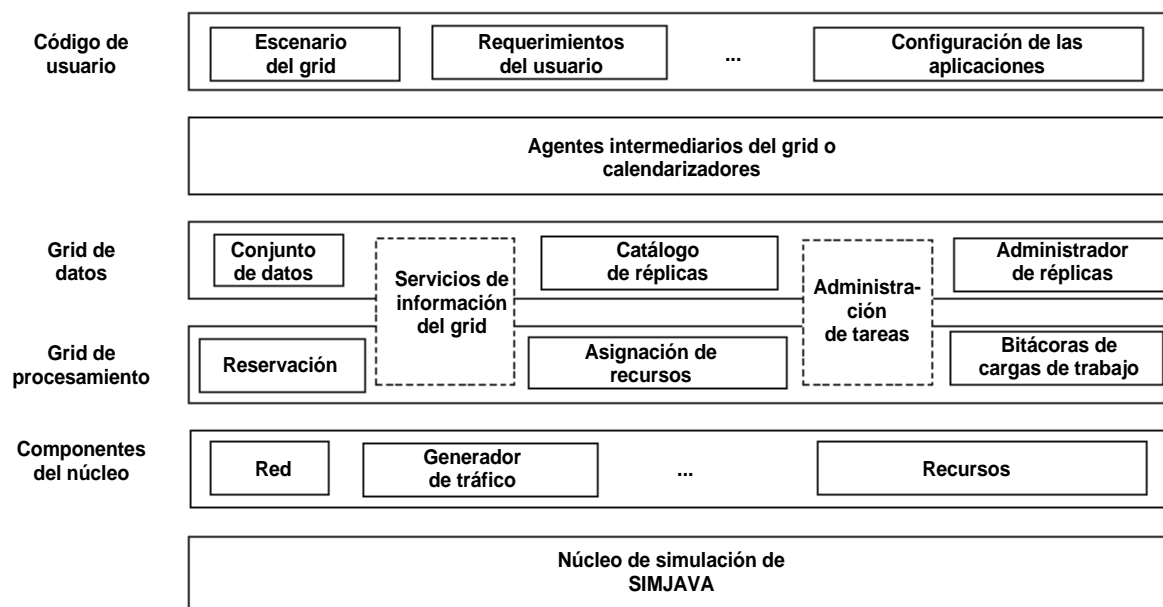 Código de
usuario
Escenario
del grid
Requerimientos
del usuario
...
Configuración de las
aplicaciones
Agentes intermediarios del grid o
calendarizadores
Grid de
datos
Conjunto
de datos
Servicios de
información
del grid
Catálogo
de réplicas
Administra-
ción
de tareas
Administrador
de réplicas
Grid de
procesamiento
Reservación
Asignación de
recursos
Bitácoras de
cargas de trabajo
Componentes
del núcleo
Red
Generador
de tráfico
...
Recursos
Núcleo de simulación de
SIMJAVA